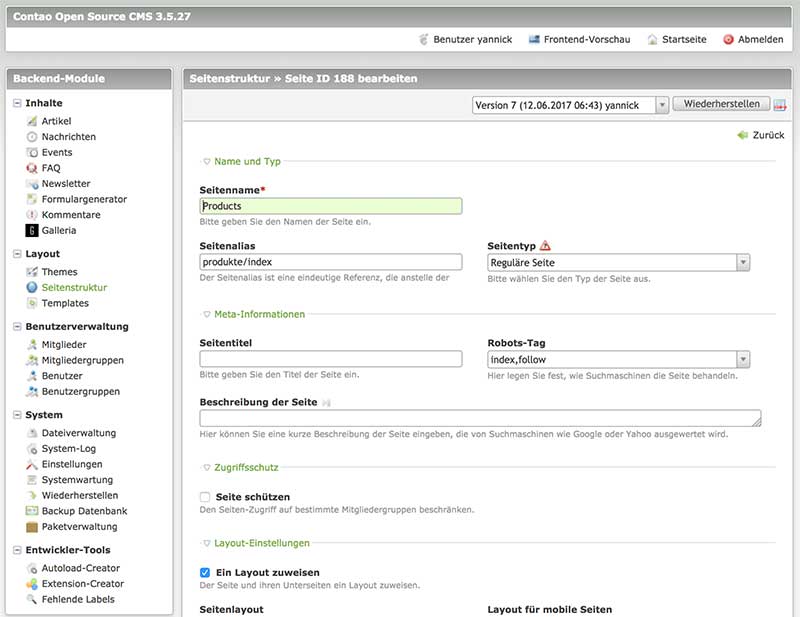 Contao Open Source CMS 3.5.27
Benutzer yannick Frontend-Vorschau Startseite Abmelden
Backend-Module
Inhalte
Artikel
Nachrichten
Events
FAQ
Newsletter
Formulargenerator
Kommentare
Galleria
Layout
Themes
Seitenstruktur
Templates
Benutzerverwaltung
Mitglieder
Mitgliedergruppen
Benutzer
Benutzergruppen
System
Dateiverwaltung
System-Log
Einstellungen
Systemwartung
Wiederherstellen
Backup Datenbank
Paketverwaltung
Entwickler-Tools
Autoload-Creator
Extension-Creator
Fehlende Labels
Seitenstruktur » Seite ID 188 bearbeiten
Version 7 (12.06.2017 06:43) yannick Wiederherstellen
Zurück
Name und Typ
Seitenname*
Products
Bitte geben Sie den Namen der Seite ein.
Seitenalias
produkte/index
Der Seitenalias ist eine eindeutige Referenz, die anstelle der
Seitentyp
Reguläre Seite
Bitte wählen Sie den Typ der Seite aus.
Meta-Informationen
Seitentitel
Bitte geben Sie den Titel der Seite ein.
Robots-Tag
index,follow
Hier legen Sie fest, wie Suchmaschinen die Seite behandeln.
Beschreibung der Seite
Hier können Sie eine kurze Beschreibung der Seite eingeben, die von Suchmaschinen wie Google oder Yahoo ausgewertet wird.
Zugriffsschutz
Seite schützen
Den Seiten-Zugriff auf bestimmte Mitgliedergruppen beschränken.
Layout-Einstellungen
Ein Layout zuweisen
Der Seite und ihren Unterseiten ein Layout zuweisen.
Seitenlayout
Layout für mobile Seiten